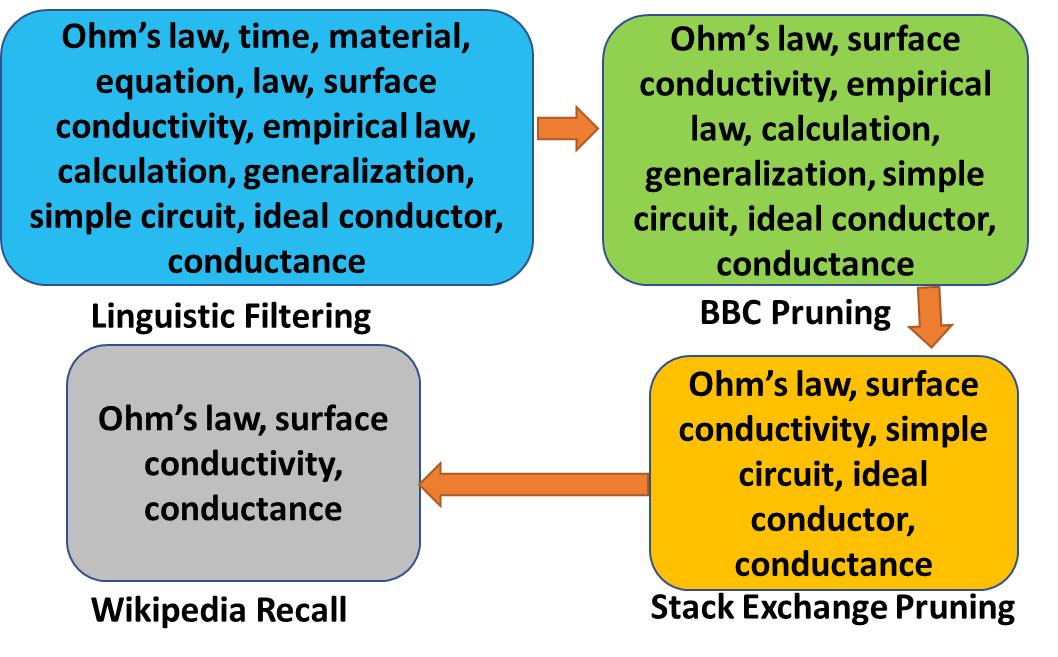 Ohm’s law, time, material,
equation, law, surface
conductivity, empirical law,
calculation, generalization,
simple circuit, ideal conductor,
conductance
Linguistic Filtering
Ohm’s law, surface
conductivity, empirical
law, calculation,
generalization, simple
circuit, ideal conductor,
conductance
BBC Pruning
Ohm’s law, surface
conductivity, simple
circuit, ideal
conductor,
conductance
Stack Exchange Pruning
Ohm’s law, surface
conductivity,
conductance
Wikipedia Recall